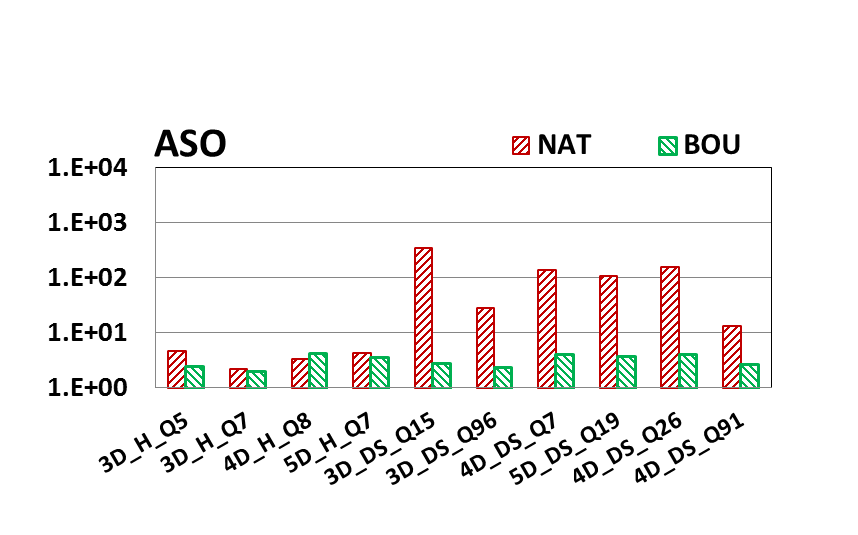 ASO
NAT
BOU
1.E+04
1.E+03
1.E+02
1.E+01
1.E+00
3D_H_Q5
3D_H_Q7
4D_H_Q8
5D_H_Q7
3D_DS_Q15
3D_DS_Q96
4D_DS_Q7
5D_DS_Q19
4D_DS_Q26
4D_DS_Q91